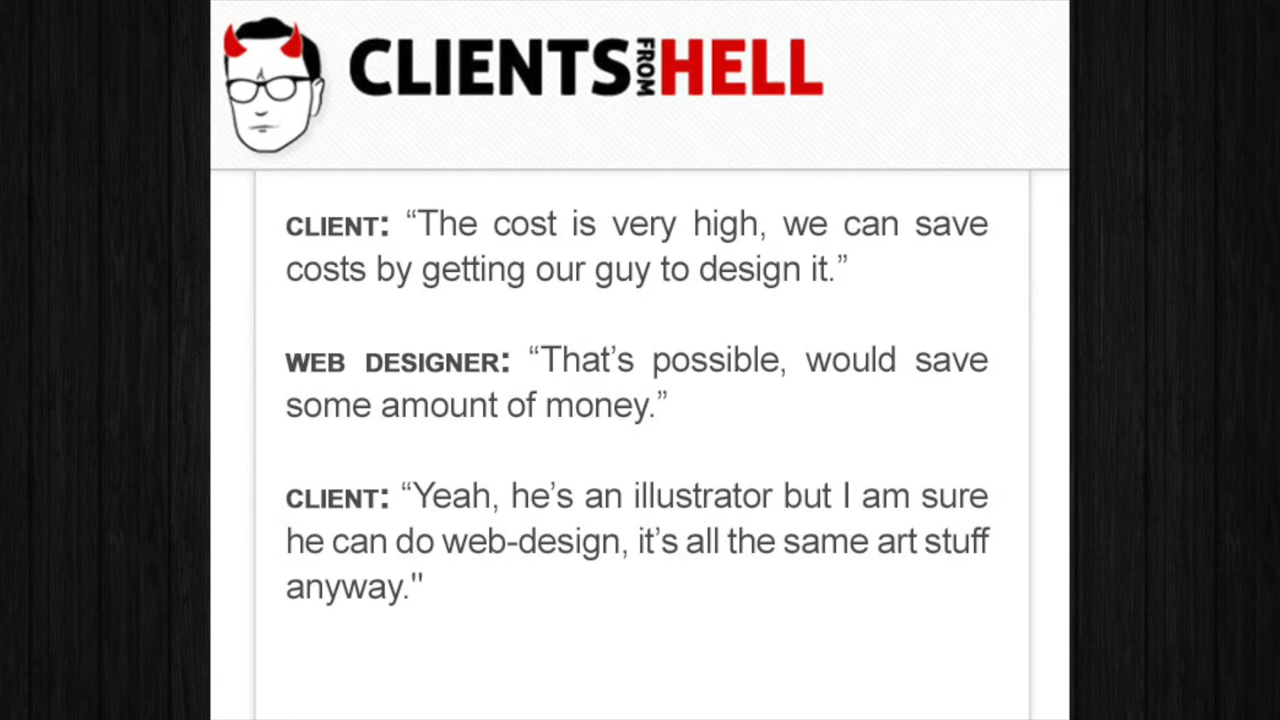 CLIENTS FROM HELL
CLIENT: “The cost is very high, we can save
costs by getting our guy to design it.”
WEB DESIGNER: “That’s possible, would save
some amount of money.”
CLIENT: “Yeah, he’s an illustrator but I am sure
he can do web-design, it’s all the same art stuff
anyway."